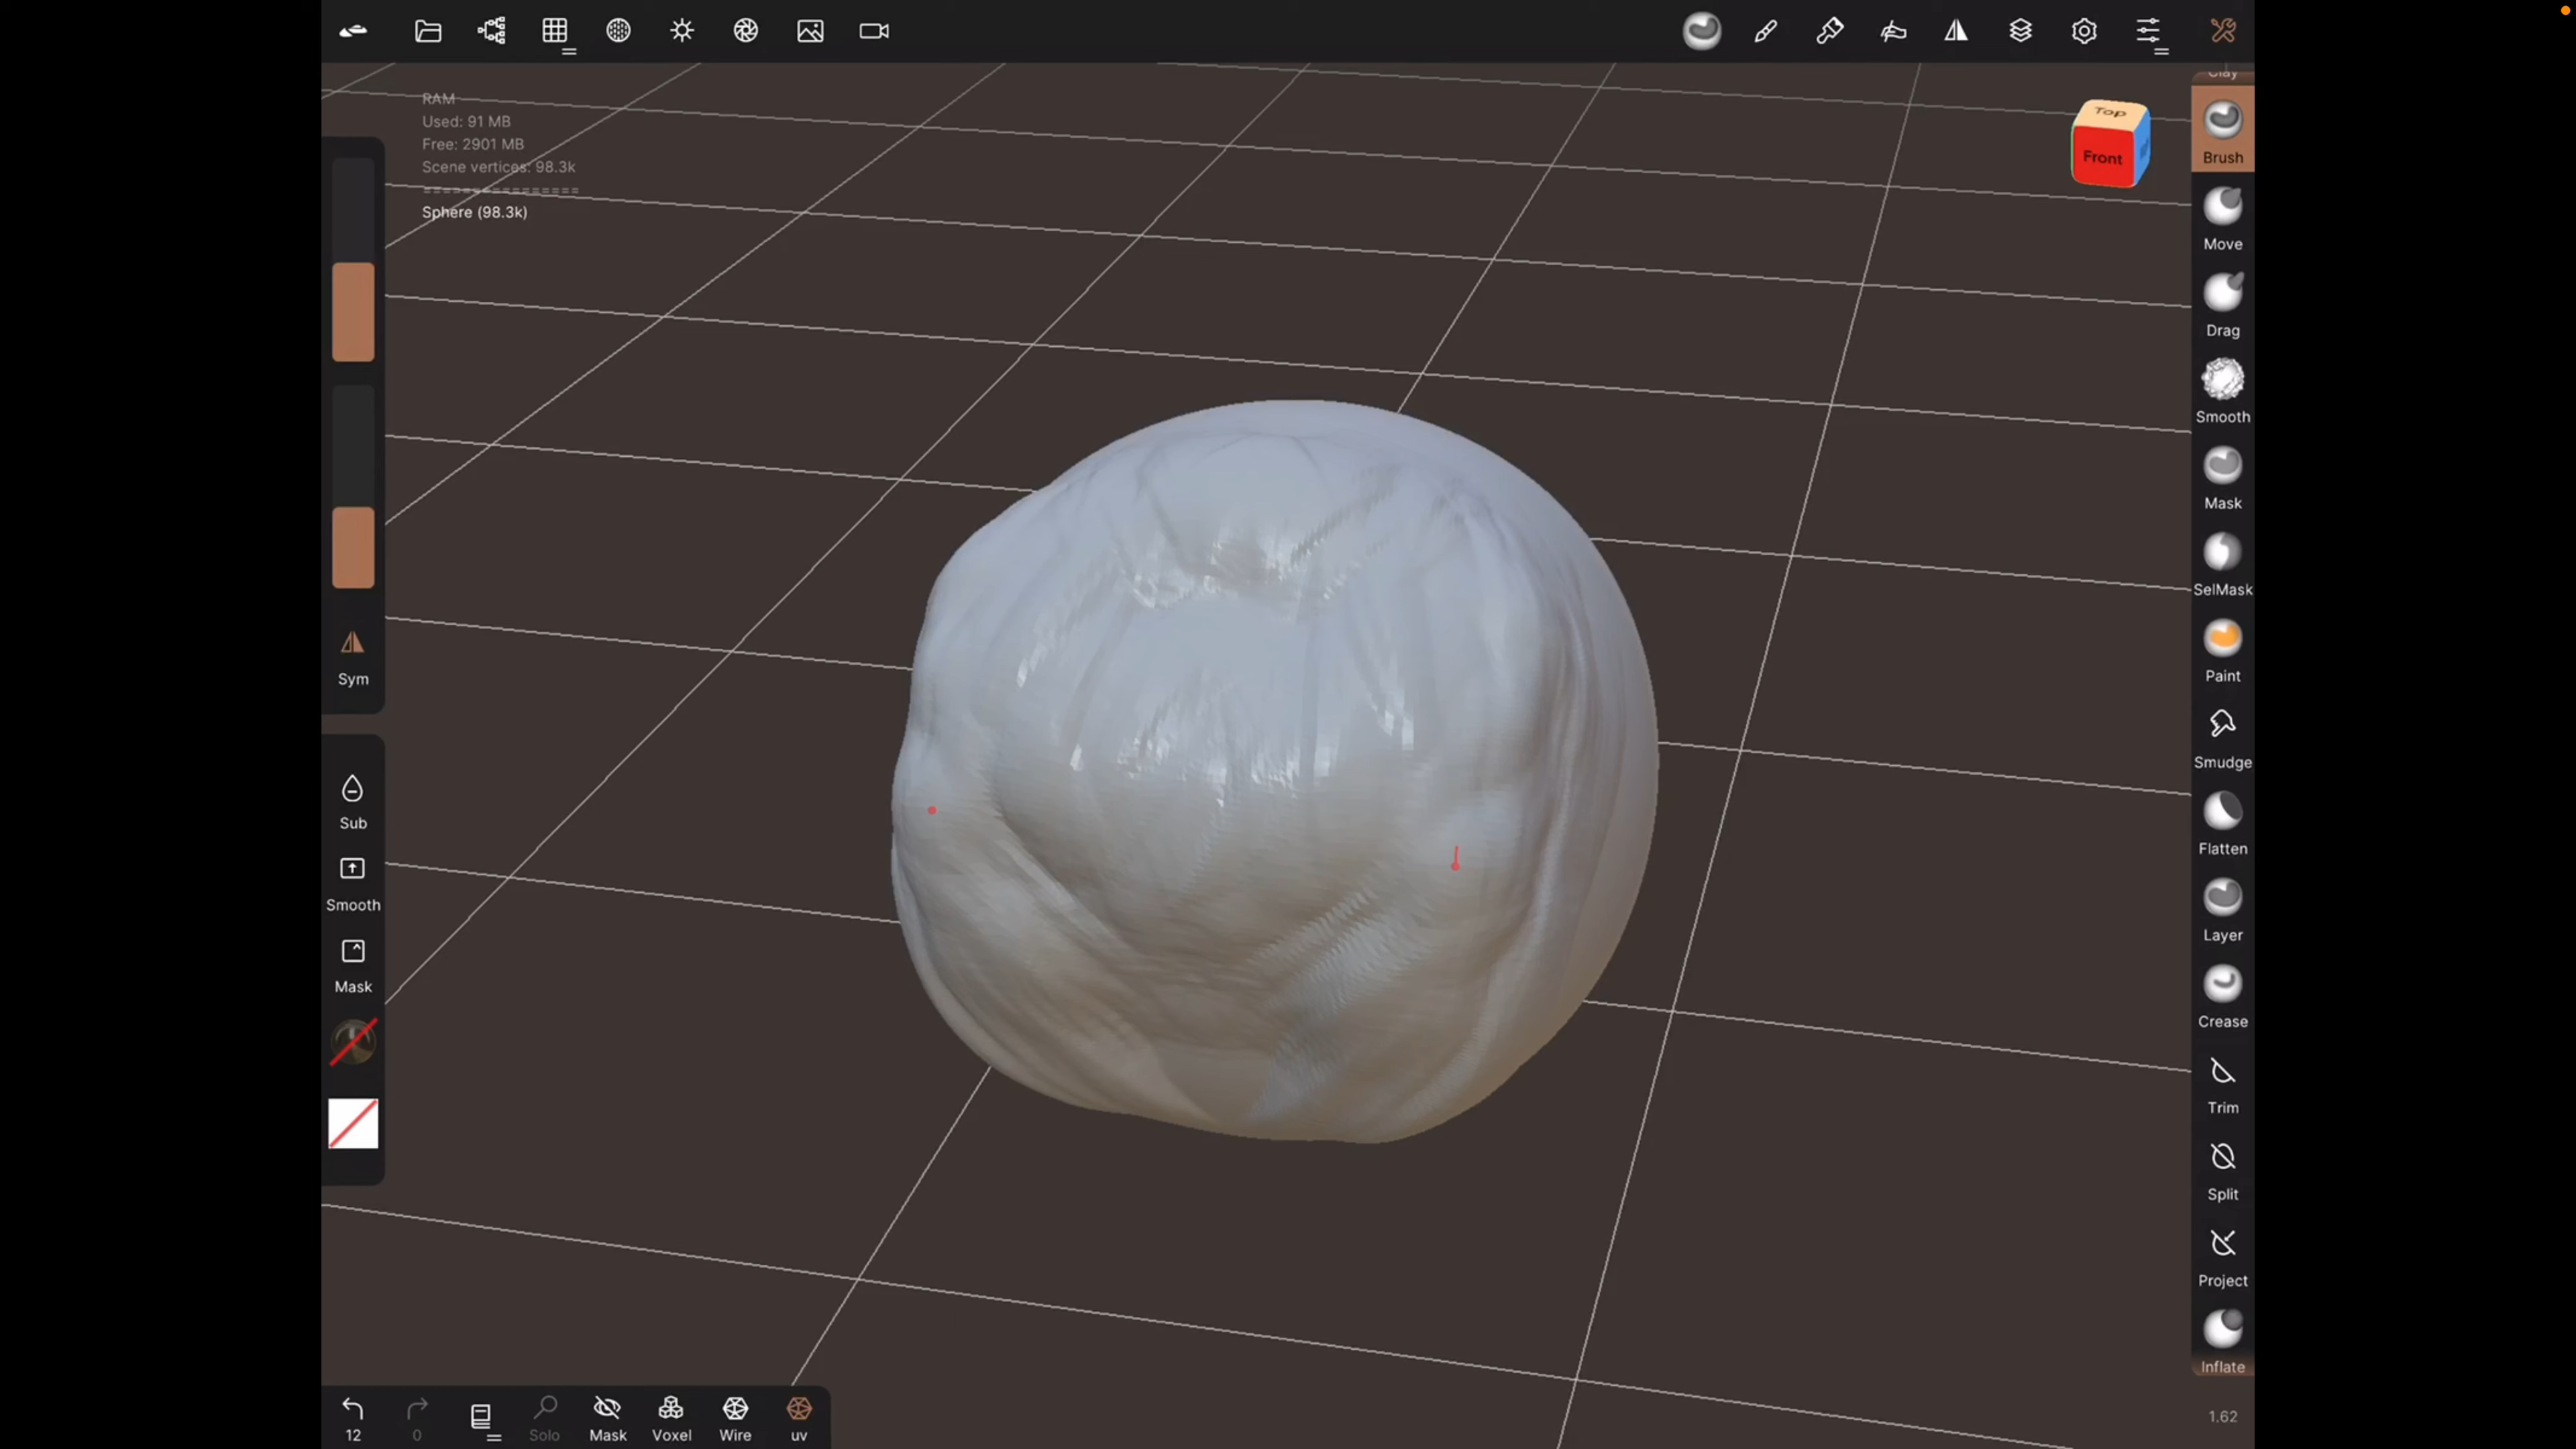 RAM
Used: 91 MB
Free: 2901 MB
Scene vertices: 98.3k
=================
Sphere (98.3k)
Top
Front
Clay
Brush
Move
Drag
Smooth
Mask
SelMask
Paint
Smudge
Flatten
Layer
Crease
Trim
Split
Project
Inflate
1.62
Sym
Sub
Smooth
Mask
12
0
Solo
Mask
Voxel
Wire
uv